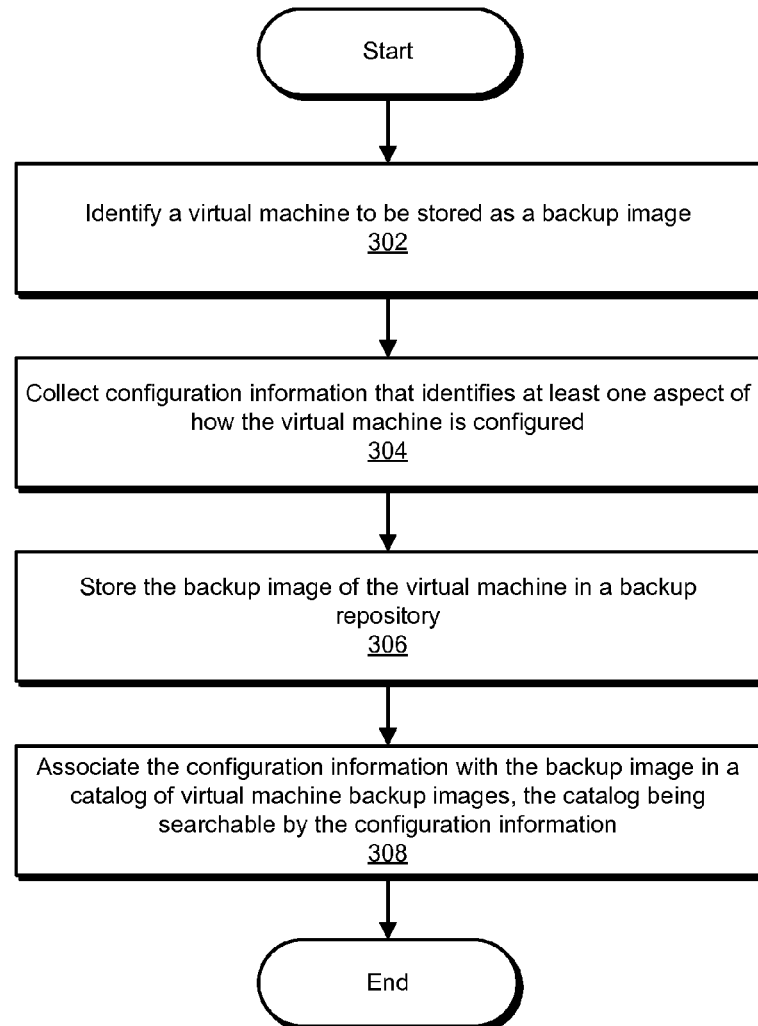 Start
Identify a virtual machine to be stored as a backup image
302
Collect configuration information that identifies at least one aspect of
how the virtual machine is configured
304
Store the backup image of the virtual machine in a backup
repository
306
Associate the configuration information with the backup image in a
catalog of virtual machine backup images, the catalog being
searchable by the configuration information
308
End